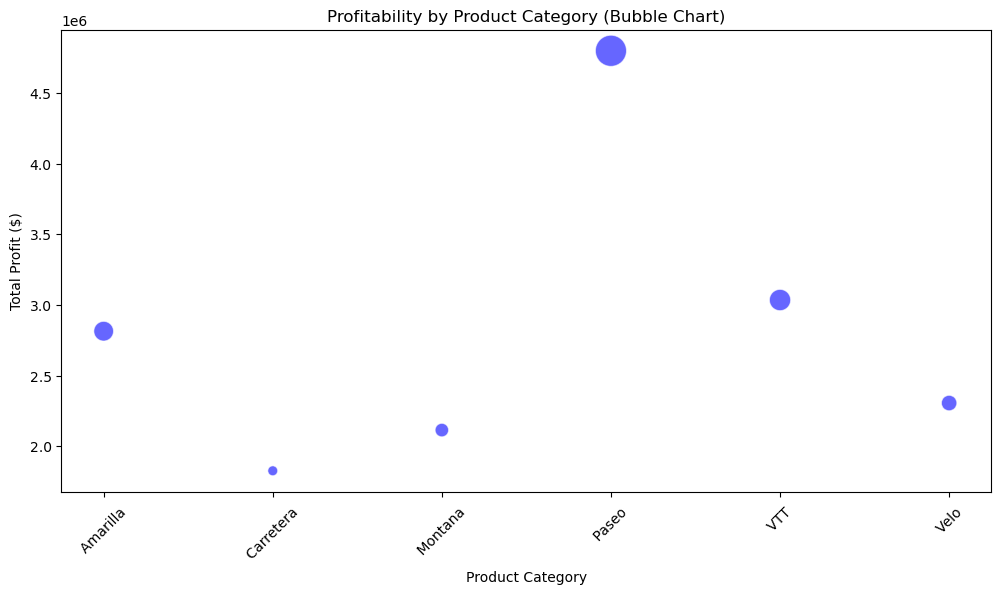 Profitability by Product Category (Bubble Chart)
1e6
4.5
4.0
3.5
3.0
2.5
2.0
Total Profit ($)
Amarilla
Carretera
Montana
Paseo
VTT
Velo
Product Category